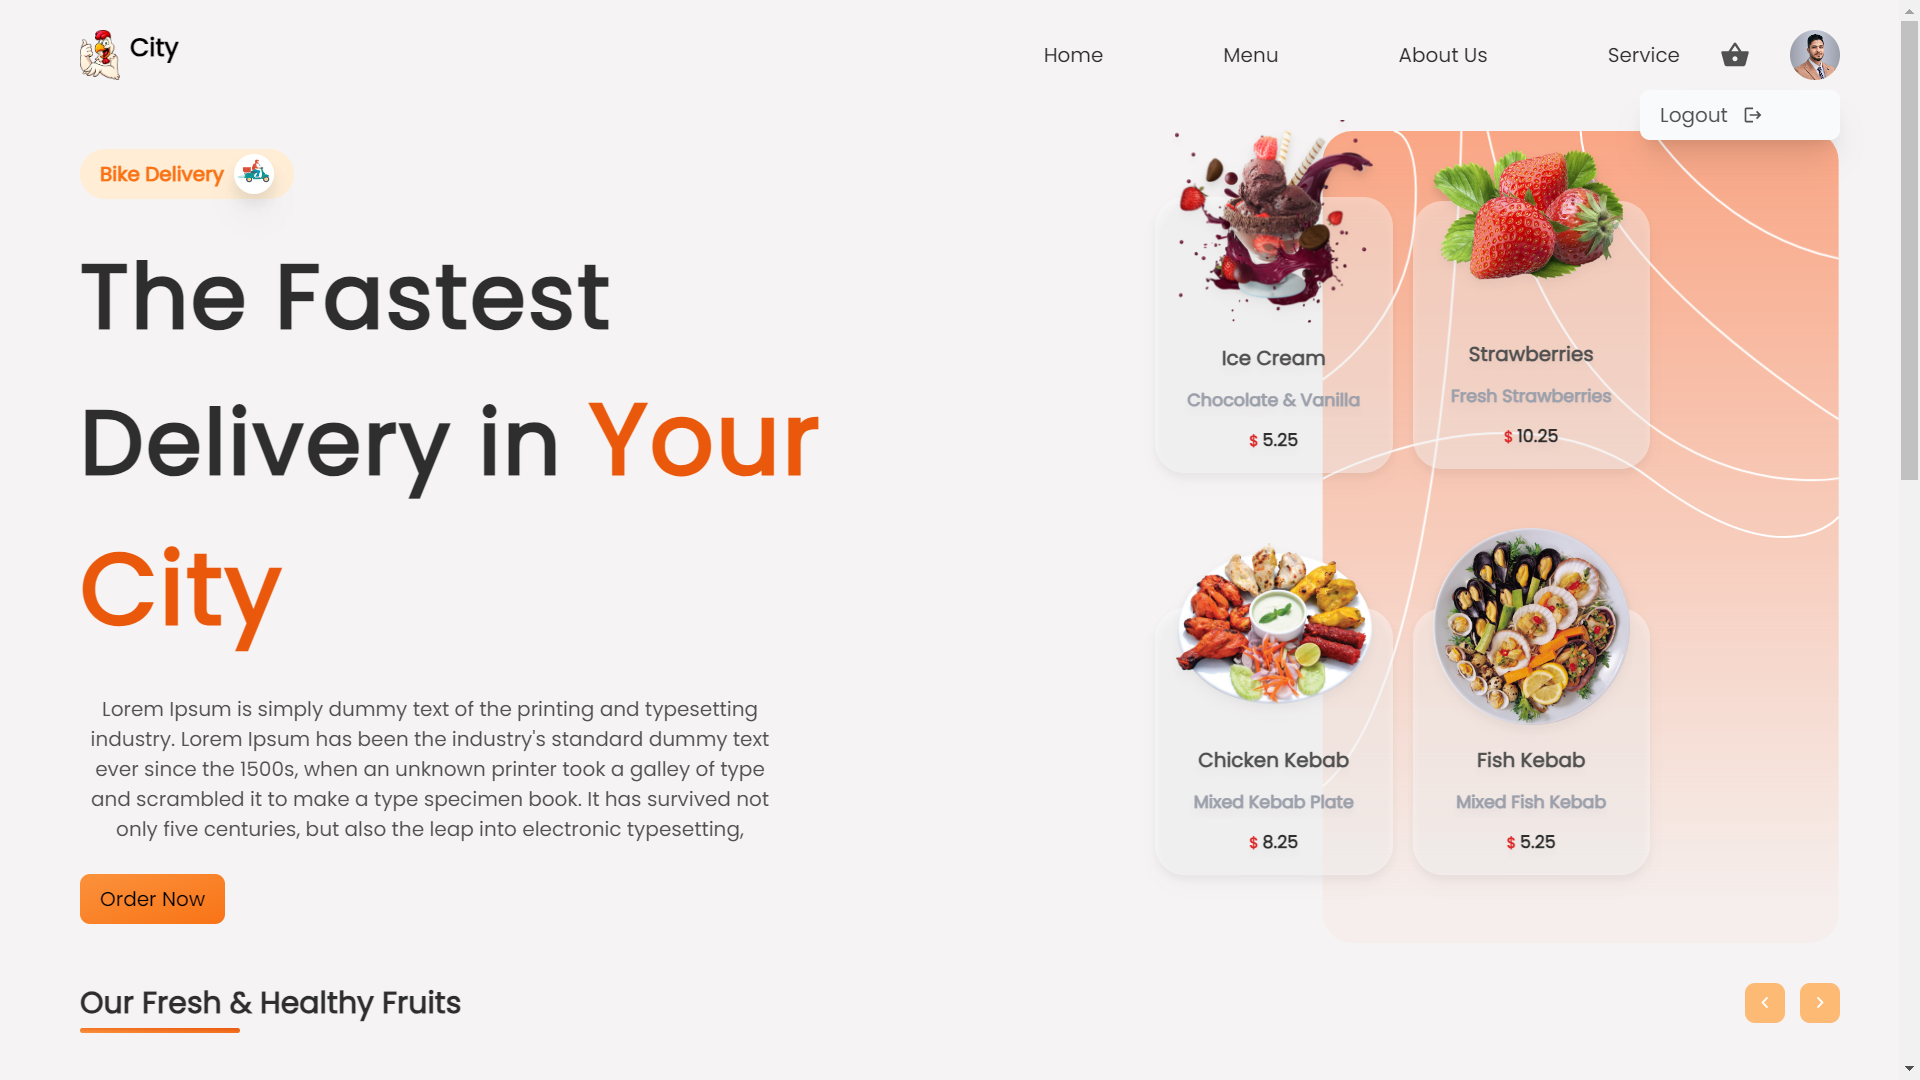 City
Home
Menu
About Us
Service
Logout
Bike Delivery
The Fastest
Delivery in Your
City
Lorem Ipsum is simply dummy text of the printing and typesetting
industry. Lorem Ipsum has been the industry's standard dummy text
ever since the 1500s, when an unknown printer took a galley of type
and scrambled it to make a type specimen book. It has survived not
only five centuries, but also the leap into electronic typesetting,
Order Now
Ice Cream
Chocolate & Vanilla
$ 5.25
Strawberries
Fresh Strawberries
$ 10.25
Chicken Kebab
Mixed Kebab Plate
$ 8.25
Fish Kebab
Mixed Fish Kebab
$ 5.25
Our Fresh & Healthy Fruits